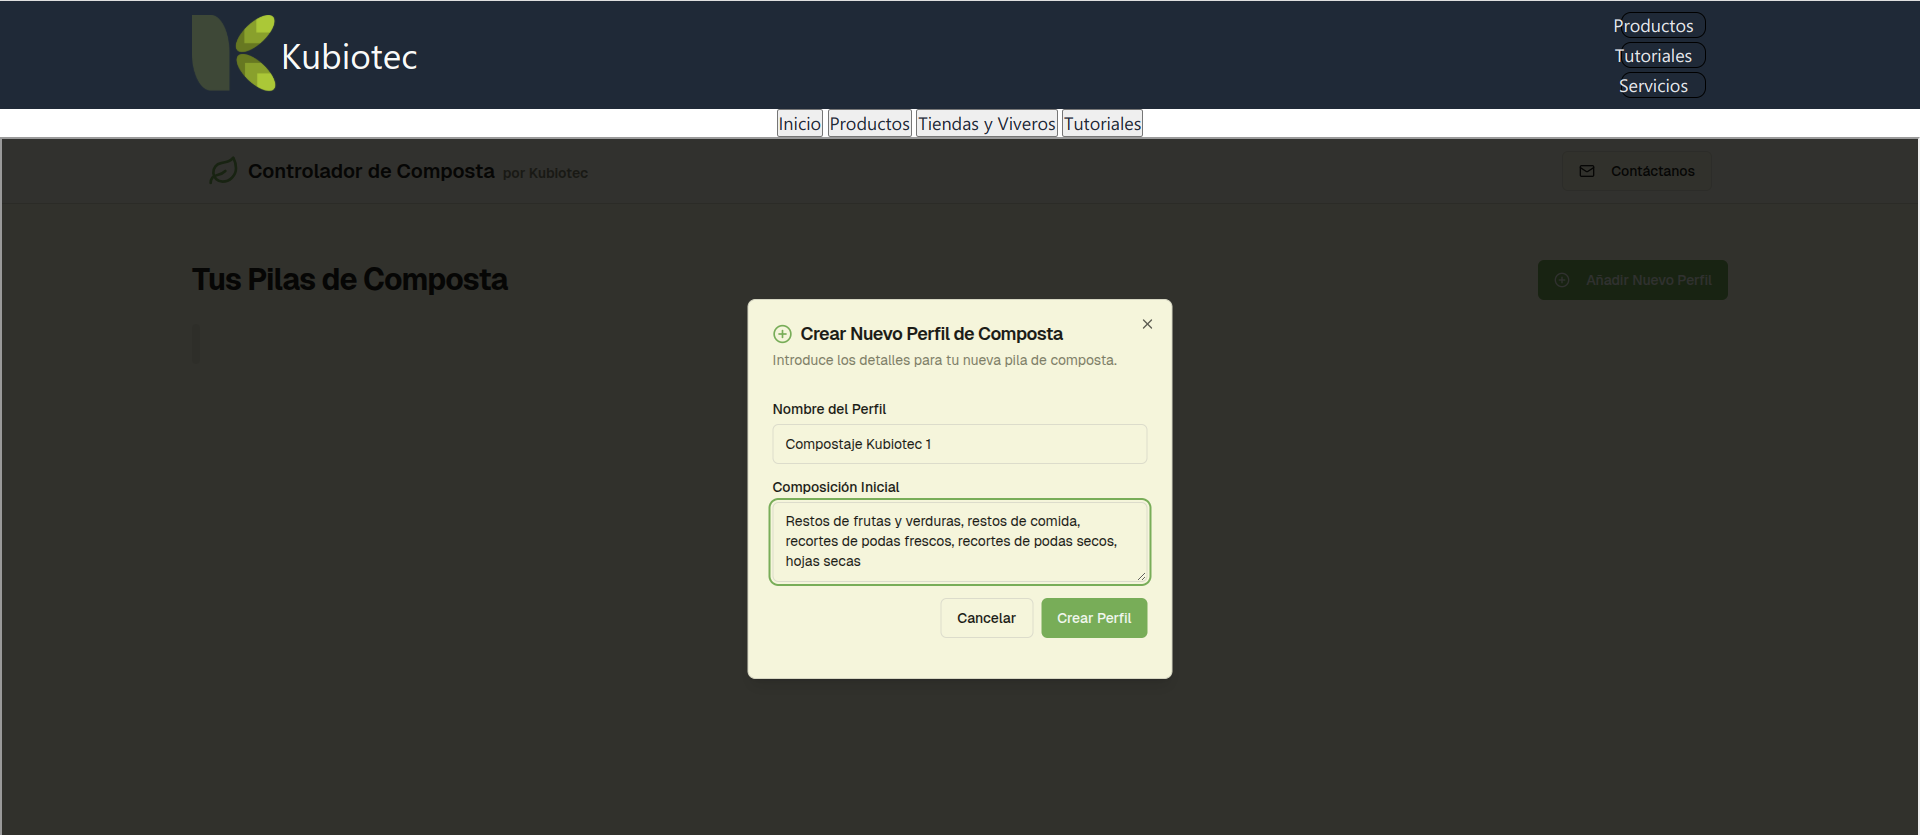 Kubiotec
Productos
Tutoriales
Servicios
Inicio Productos Tiendas y Viveros Tutoriales
Controlador de Composta por Kubiotec
Contáctanos
Tus Pilas de Composta
Añadir Nuevo Perfil
Crear Nuevo Perfil de Composta
Introduce los detalles para tu nueva pila de composta.
Nombre del Perfil
Compostaje Kubiotec 1
Composición Inicial
Restos de frutas y verduras, restos de comida,
recortes de podas frescos, recortes de podas secos,
hojas secas
Cancelar
Crear Perfil